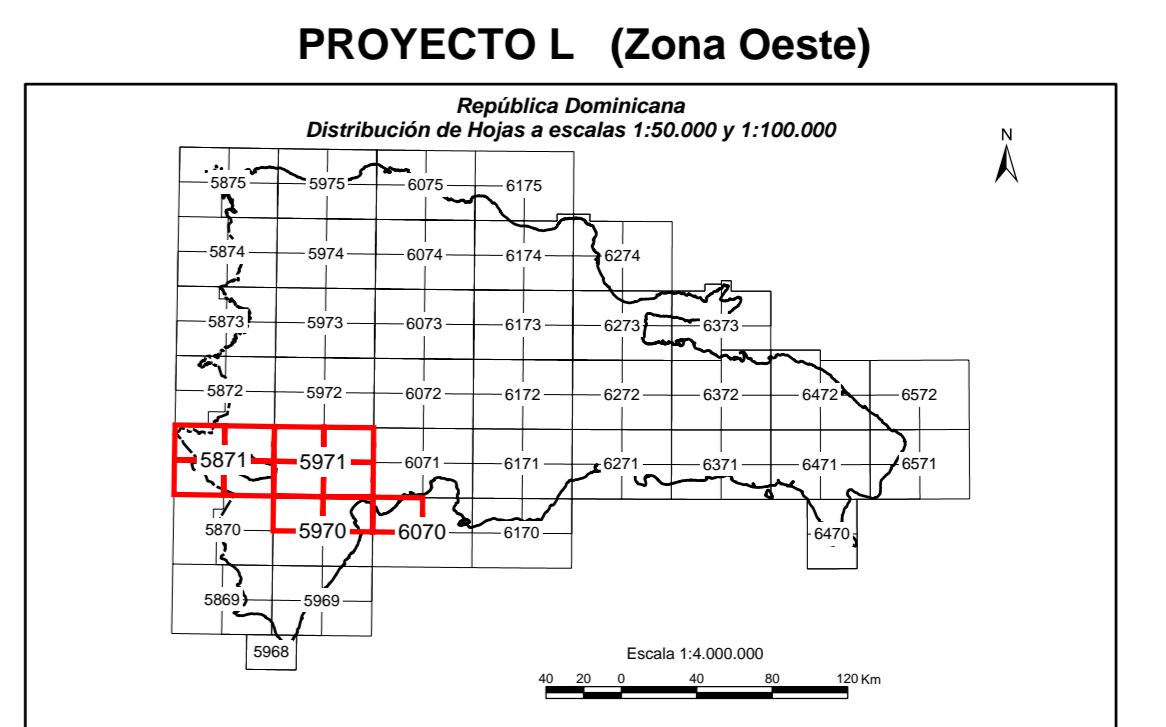 PROYECTO L (Zona Oeste)
República Dominicana
Distribución de Hojas a escalas 1:50.000 y 1:100.000
N
5875 5975 6075 6175
5874 5974 6074 6174 6274
5873 5973 6073 6173 6273 6373
5872 5972 6072 6172 6272 6372 6472 6572
5871 5971 6071 6171 6271 6371 6471 6571
5870 5970 6070 6170 6470
5869 5969
5968
Escala 1:4.000.000
40 20 0 40 80 120 Km